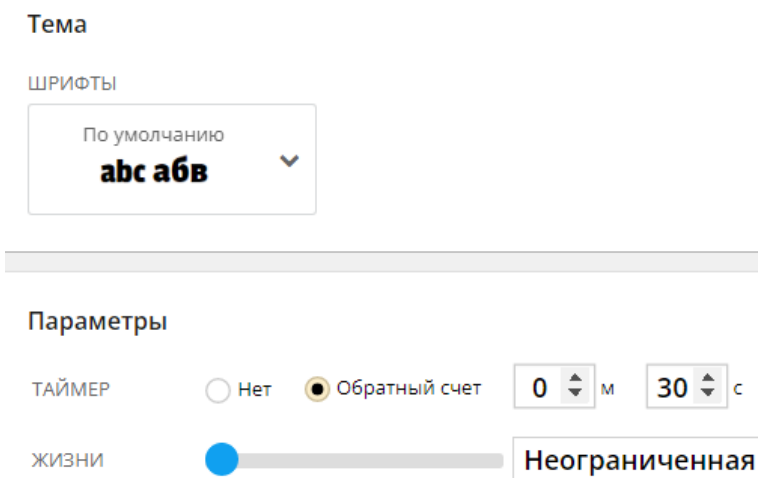 Тема
ШРИФТЫ
По умолчанию
abc абв
Параметры
ТАЙМЕР Нет Обратный счет 0 м 30 с
ЖИЗНИ Неограниченная